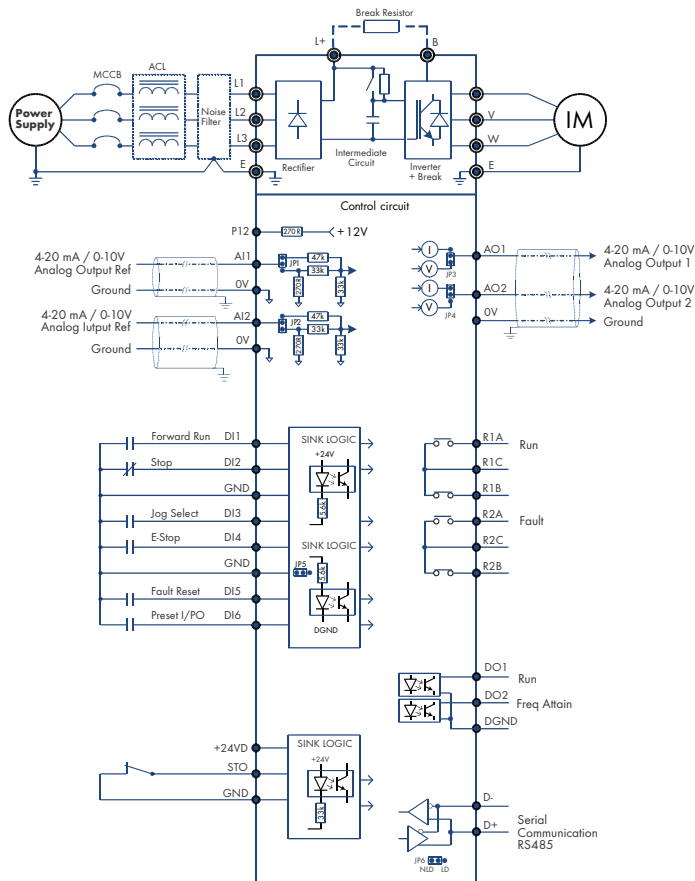 Break Resistor
L+
B
MCCB
ACL
L1
Power
Supply
Noise
Filter
L2
V
IM
L3
W
E
Rectifier
Intermediate
Circuit
Inverter
+ Break
E
Control circuit
P12
270R
+12V
4-20 mA / 0-10V
Analog Output Ref
AI1
JP1
47k
33k
270R
33k
Ground
0V
4-20 mA / 0-10V
Analog Iutput Ref
AI2
JP2
47k
33k
270R
33k
Ground
0V
I
V
JP3
AO1
4-20 mA / 0-10V
Analog Output 1
I
V
JP4
AO2
4-20 mA / 0-10V
Analog Output 2
0V
Ground
Forward Run DI1
Stop DI2
GND
Jog Select DI3
E-Stop DI4
GND
Fault Reset DI5
Preset I/PO DI6
SINK LOGIC
+24V
5.6k
SINK LOGIC
JP5
5.6k
DGND
R1A
Run
R1C
R1B
R2A
Fault
R2C
R2B
DO1
Run
DO2
Freq Attain
DGND
+24VD
STO
GND
SINK LOGIC
+24V
33k
D-
D+
Serial
Communication
RS485
JP6
NLD LD